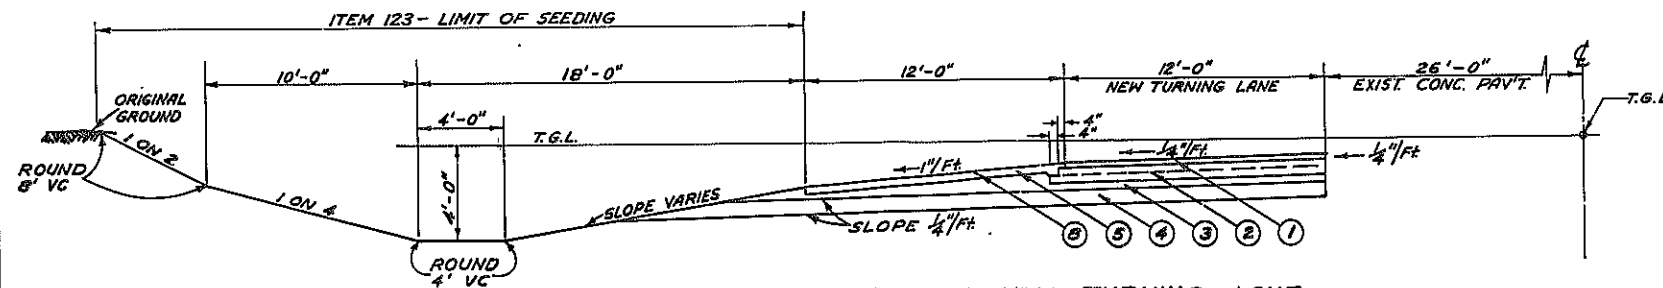 ITEM 123 - LIMIT OF SEEDING
℄
10'-0"
18'-0"
12'-0"
12'-0"
26'-0"
NEW TURNING LANE
EXIST. CONC. PAV'T.
ORIGINAL
GROUND
4'-0"
4"
4"
T.G.L.
T.G.L.
1 ON 2
1/4"/Ft.
1/4"/Ft.
1"/Ft.
ROUND
8' VC
1 ON 4
4'-0"
SLOPE VARIES
SLOPE 1/4"/Ft.
6
5
4
3
2
1
ROUND
4' VC